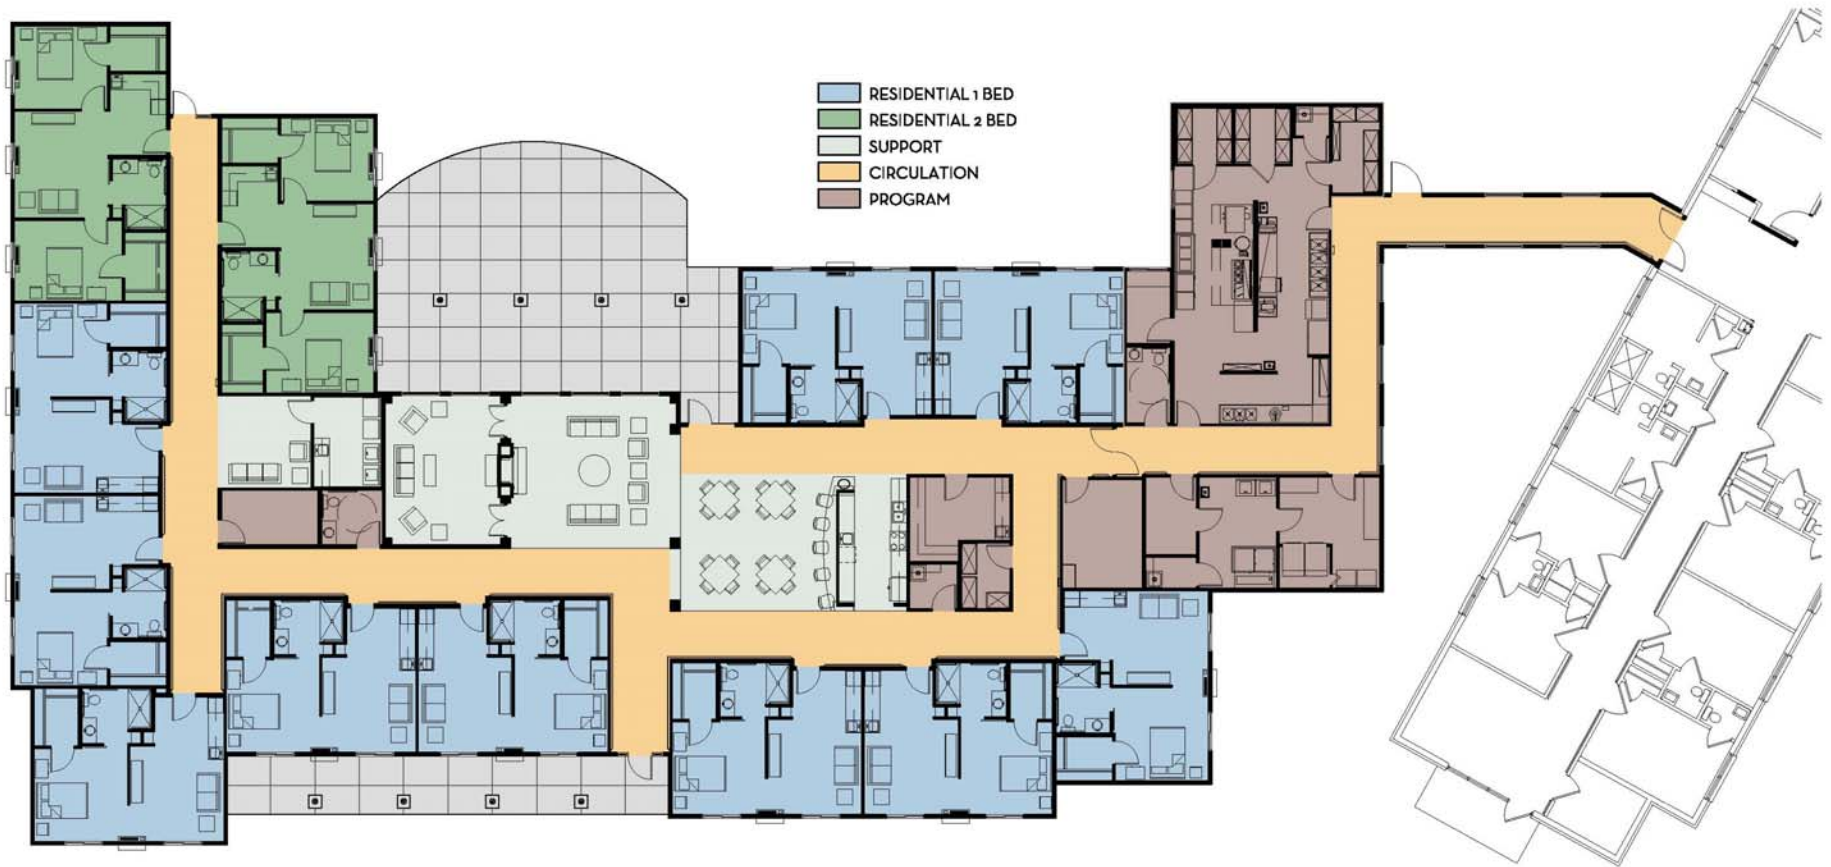 RESIDENTIAL 1 BED
RESIDENTIAL 2 BED
SUPPORT
CIRCULATION
PROGRAM